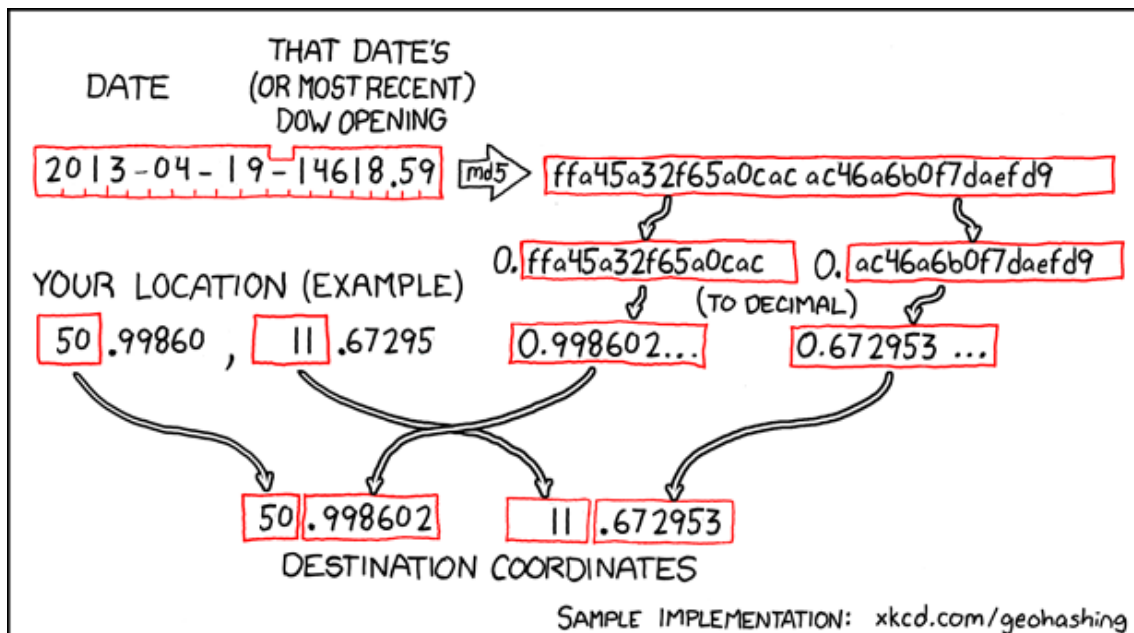 DATE
THAT DATE'S
(OR MOST RECENT)
DOW OPENING
2013-04-19-14618.59
md5
ffa45a32f65a0cac ac46a6b0f7daefd9
0.ffa45a32f65a0cac
0.ac46a6b0f7daefd9
(TO DECIMAL)
0.998602...
0.672953 ...
YOUR LOCATION (EXAMPLE)
50.99860, 11.67295
50.998602 11.672953
DESTINATION COORDINATES
SAMPLE IMPLEMENTATION: xkcd.com/geohashing